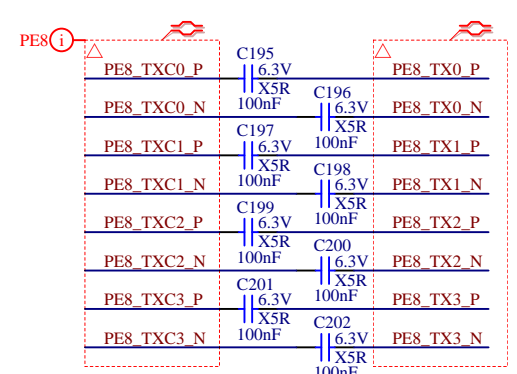 PE8 i
C195
PE8_TXC0_P 6.3V PE8_TX0_P
X5R
100nF C196
PE8_TXC0_N 6.3V PE8_TX0_N
C197 X5R
100nF
PE8_TXC1_P 6.3V PE8_TX1_P
X5R
100nF C198
PE8_TXC1_N 6.3V PE8_TX1_N
C199 X5R
100nF
PE8_TXC2_P 6.3V PE8_TX2_P
X5R
100nF C200
PE8_TXC2_N 6.3V PE8_TX2_N
C201 X5R
100nF
PE8_TXC3_P 6.3V PE8_TX3_P
X5R
100nF C202
PE8_TXC3_N 6.3V PE8_TX3_N
X5R
100nF